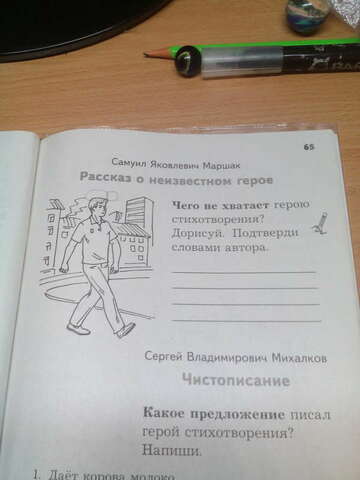 65
Самуил Яковлевич Маршак
Рассказ о неизвестном герое
Чего не хватает герою
стихотворения?
Дорисуй. Подтверди
словами автора.
Сергей Владимирович Михалков
Чистописание
Какое предложение писал
герой стихотворения?
Напиши.
1. Даёт корова молоко.